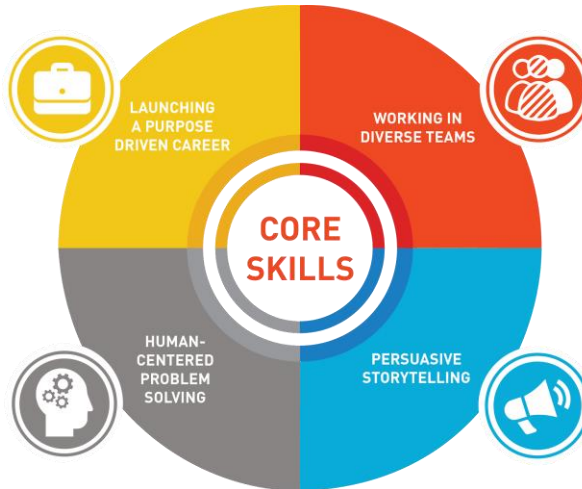 LAUNCHING
A PURPOSE
DRIVEN CAREER
WORKING IN
DIVERSE TEAMS
CORE
SKILLS
HUMAN-
CENTERED
PROBLEM
SOLVING
PERSUASIVE
STORYTELLING